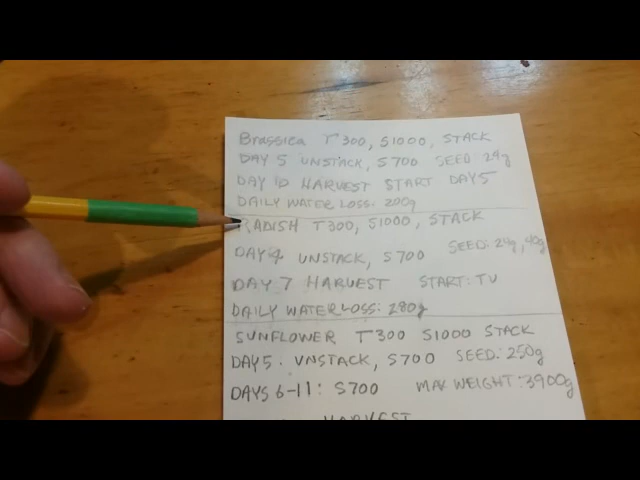 Brassica T300, S1000, STACK
DAY 5 UNSTACK, S700 SEED 24g
DAY 10 HARVEST START DAY5
DAILY WATER LOSS: 200g
RADISH T300, S1000, STACK
DAY 4 UNSTACK, S700 SEED: 24g, 40g
DAY 7 HARVEST START: TU
DAILY WATER LOSS: 280g
SUNFLOWER T300 S1000 STACK
DAY 5. UNSTACK, S700 SEED: 250g
DAYS 6-11: S700 MAX WEIGHT: 3900g
HARVEST